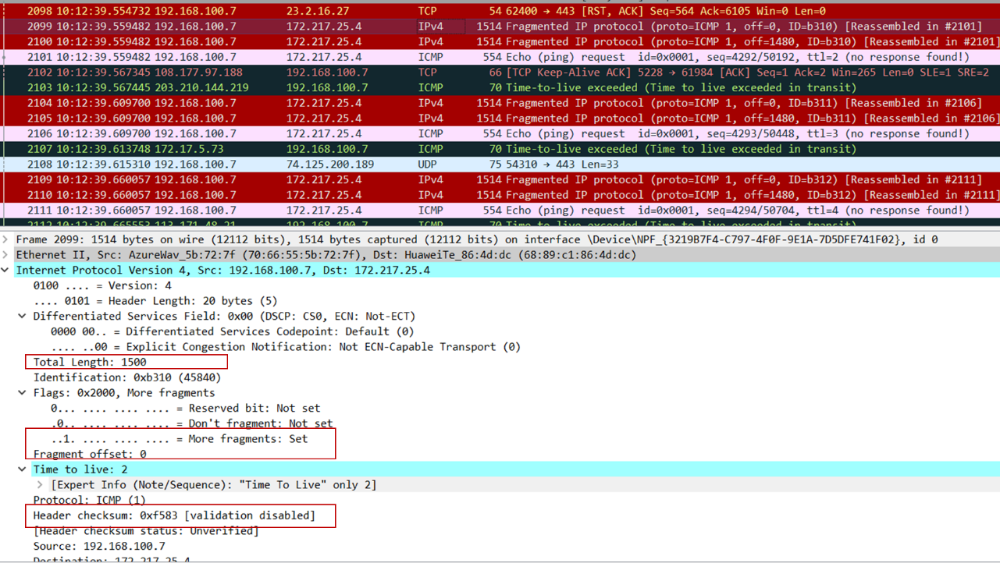 2098 10:12:39.554732 192.168.100.7 23.2.16.27 TCP 54 62400 → 443 [RST, ACK] Seq=564 Ack=6105 Win=0 Len=0
2099 10:12:39.559482 192.168.100.7 172.217.25.4 IPv4 1514 Fragmented IP protocol (proto=ICMP 1, off=0, ID=b310) [Reassembled in #2101]
2100 10:12:39.559482 192.168.100.7 172.217.25.4 IPv4 1514 Fragmented IP protocol (proto=ICMP 1, off=1480, ID=b310) [Reassembled in #2101]
2101 10:12:39.559482 192.168.100.7 172.217.25.4 ICMP 554 Echo (ping) request id=0x0001, seq=4292/50192, ttl=2 (no response found!)
2102 10:12:39.567345 108.177.97.188 192.168.100.7 TCP 66 [TCP Keep-Alive ACK] 5228 → 61984 [ACK] Seq=1 Ack=2 Win=265 Len=0 SLE=1 SRE=2
2103 10:12:39.567445 203.210.144.219 192.168.100.7 ICMP 70 Time-to-live exceeded (Time to live exceeded in transit)
2104 10:12:39.609700 192.168.100.7 172.217.25.4 IPv4 1514 Fragmented IP protocol (proto=ICMP 1, off=0, ID=b311) [Reassembled in #2106]
2105 10:12:39.609700 192.168.100.7 172.217.25.4 IPv4 1514 Fragmented IP protocol (proto=ICMP 1, off=1480, ID=b311) [Reassembled in #2106]
2106 10:12:39.609700 192.168.100.7 172.217.25.4 ICMP 554 Echo (ping) request id=0x0001, seq=4293/50448, ttl=3 (no response found!)
2107 10:12:39.613748 172.17.5.73 192.168.100.7 ICMP 70 Time-to-live exceeded (Time to live exceeded in transit)
2108 10:12:39.615310 192.168.100.7 74.125.200.189 UDP 75 54310 → 443 Len=33
2109 10:12:39.660057 192.168.100.7 172.217.25.4 IPv4 1514 Fragmented IP protocol (proto=ICMP 1, off=0, ID=b312) [Reassembled in #2111]
2110 10:12:39.660057 192.168.100.7 172.217.25.4 IPv4 1514 Fragmented IP protocol (proto=ICMP 1, off=1480, ID=b312) [Reassembled in #2111]
2111 10:12:39.660057 192.168.100.7 172.217.25.4 ICMP 554 Echo (ping) request id=0x0001, seq=4294/50704, ttl=4 (no response found!)
2112 10:12:39.665553 113.171.48.21 192.168.100.7 ICMP 70 Time-to-live exceeded (Time to live exceeded in transit)
Frame 2099: 1514 bytes on wire (12112 bits), 1514 bytes captured (12112 bits) on interface \Device\NPF_{3219B7F4-C797-4F0F-9E1A-7D5DFE741F02}, id 0
Ethernet II, Src: AzureWav_5b:72:7f (70:66:55:5b:72:7f), Dst: HuaweiTe_86:4d:dc (68:89:c1:86:4d:dc)
Internet Protocol Version 4, Src: 192.168.100.7, Dst: 172.217.25.4
0100 .... = Version: 4
.... 0101 = Header Length: 20 bytes (5)
Differentiated Services Field: 0x00 (DSCP: CS0, ECN: Not-ECT)
0000 00.. = Differentiated Services Codepoint: Default (0)
.... ..00 = Explicit Congestion Notification: Not ECN-Capable Transport (0)
Total Length: 1500
Identification: 0xb310 (45840)
Flags: 0x2000, More fragments
0... .... .... .... = Reserved bit: Not set
.0.. .... .... .... = Don't fragment: Not set
..1. .... .... .... = More fragments: Set
Fragment offset: 0
Time to live: 2
[Expert Info (Note/Sequence): "Time To Live" only 2]
Protocol: ICMP (1)
Header checksum: 0xf583 [validation disabled]
[Header checksum status: Unverified]
Source: 192.168.100.7
Destination: 172.217.25.4